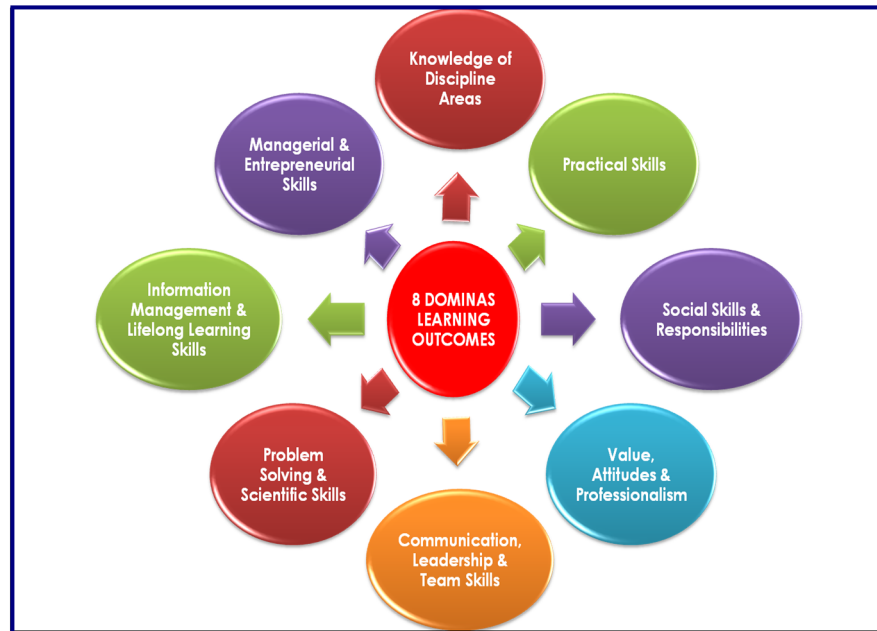 Knowledge of
Discipline
Areas
Practical Skills
Social Skills &
Responsibilities
Value,
Attitudes &
Professionalism
Communication,
Leadership &
Team Skills
Problem
Solving &
Scientific Skills
Information
Management &
Lifelong Learning
Skills
Managerial &
Entrepreneurial
Skills
8 DOMINAS
LEARNING
OUTCOMES